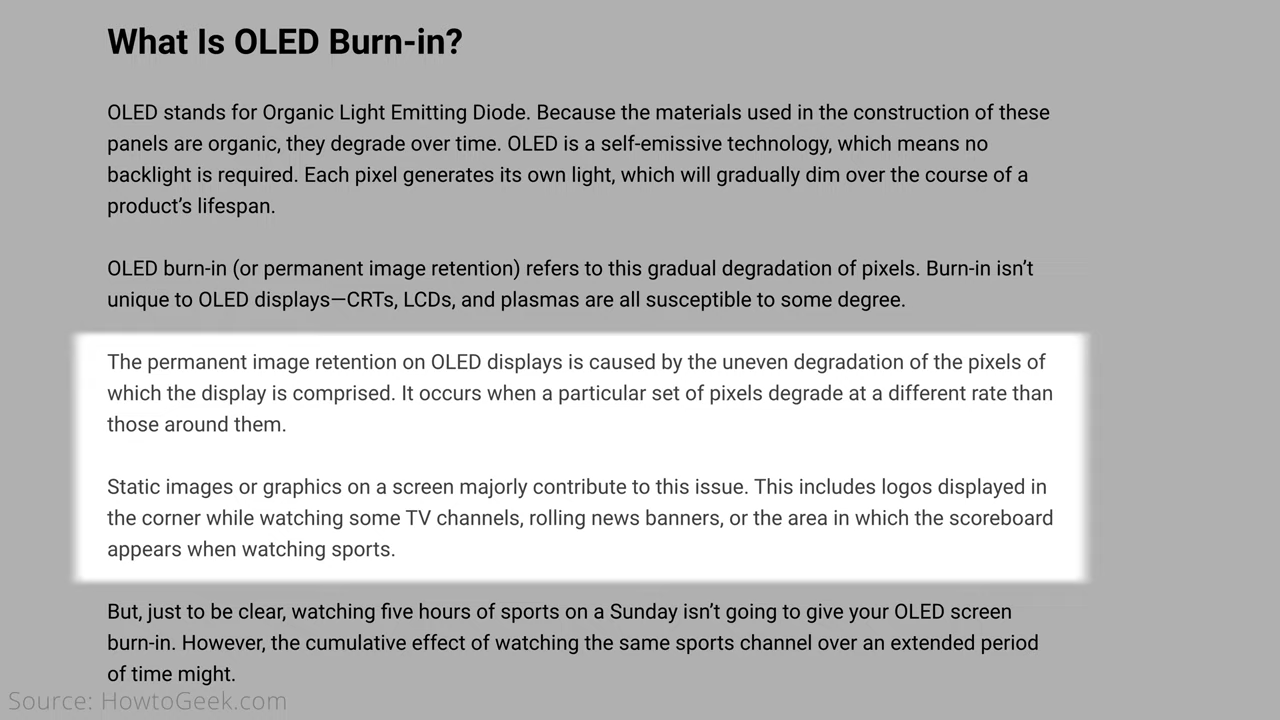 What Is OLED Burn-in?
OLED stands for Organic Light Emitting Diode. Because the materials used in the construction of these
panels are organic, they degrade over time. OLED is a self-emissive technology, which means no
backlight is required. Each pixel generates its own light, which will gradually dim over the course of a
product’s lifespan.
OLED burn-in (or permanent image retention) refers to this gradual degradation of pixels. Burn-in isn’t
unique to OLED displays—CRTs, LCDs, and plasmas are all susceptible to some degree.
The permanent image retention on OLED displays is caused by the uneven degradation of the pixels of
which the display is comprised. It occurs when a particular set of pixels degrade at a different rate than
those around them.
Static images or graphics on a screen majorly contribute to this issue. This includes logos displayed in
the corner while watching some TV channels, rolling news banners, or the area in which the scoreboard
appears when watching sports.
But, just to be clear, watching five hours of sports on a Sunday isn’t going to give your OLED screen
burn-in. However, the cumulative effect of watching the same sports channel over an extended period
of time might.
Source: HowtoGeek.com